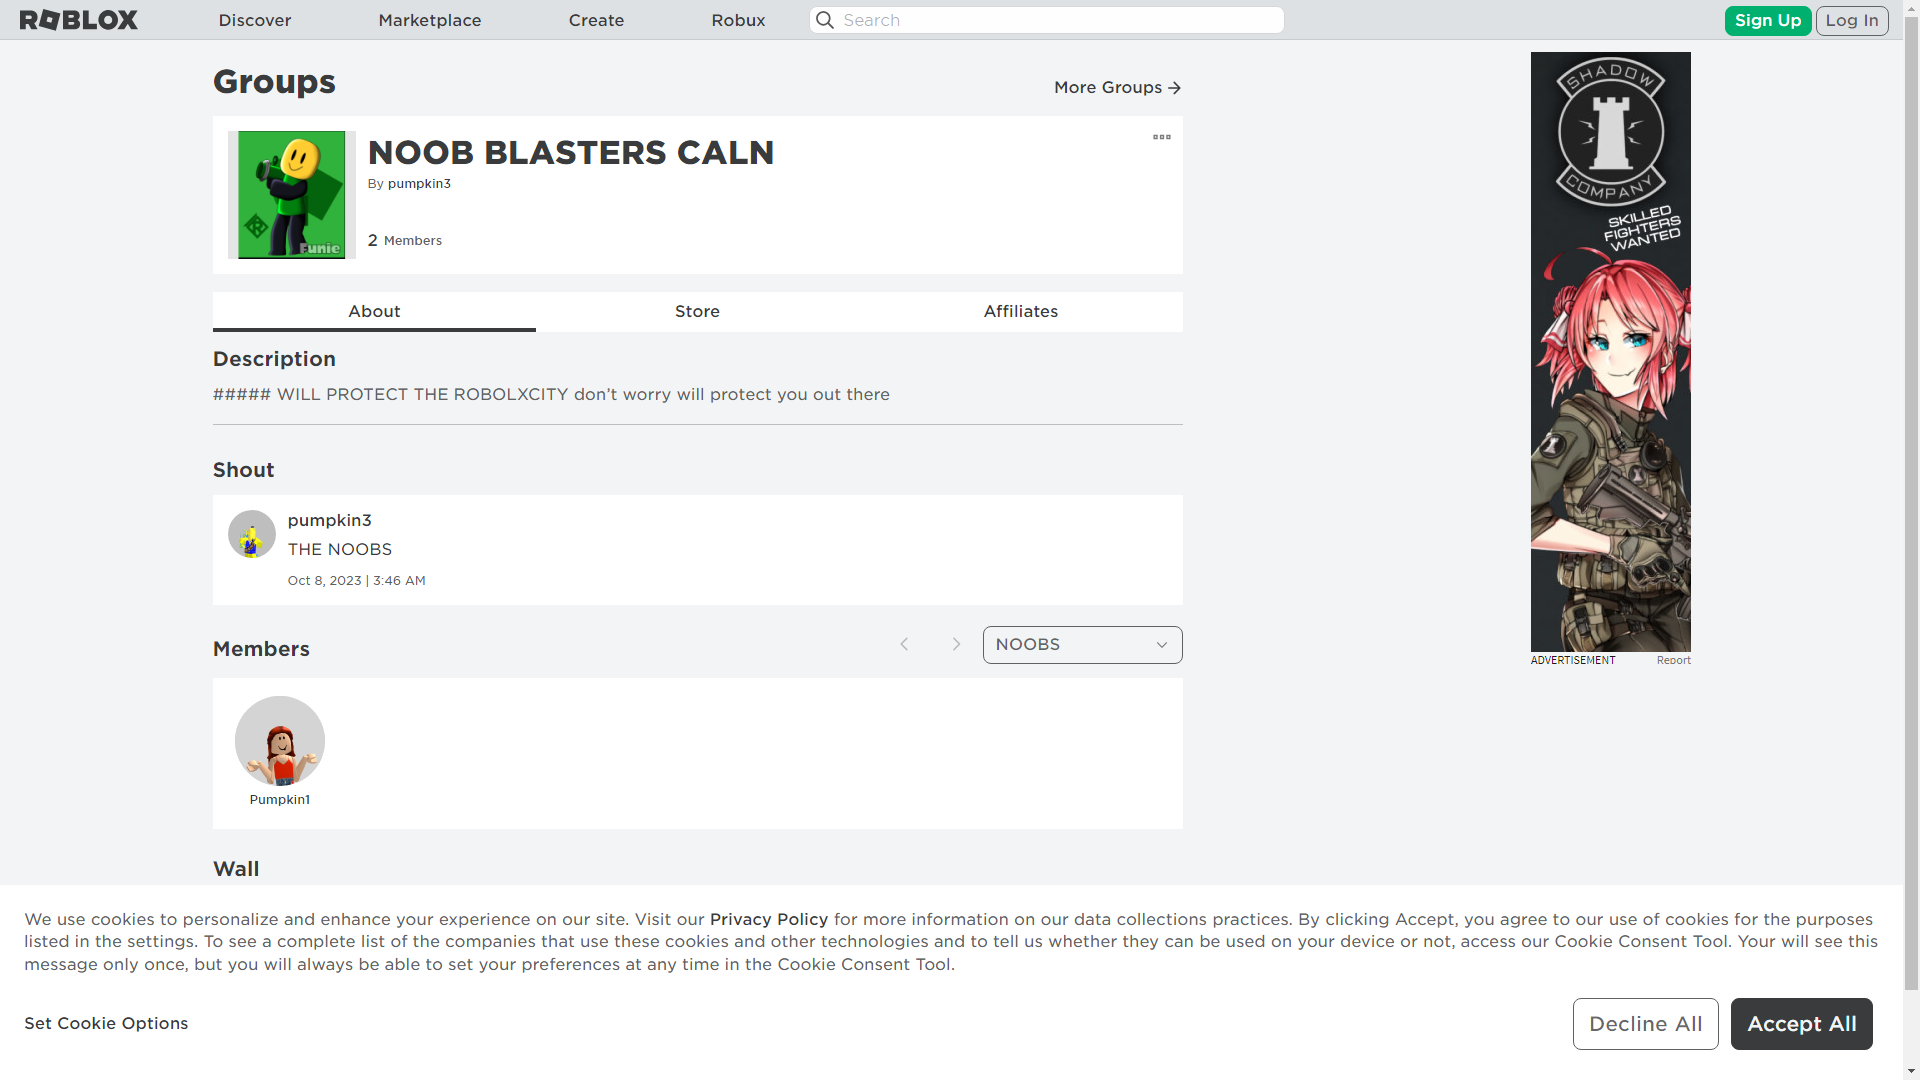 ROBLOX
Discover
Marketplace
Create
Robux
Search
Sign Up
Log In
Groups
More Groups
NOOB BLASTERS CALN
By pumpkin3
2 Members
Funie
About
Store
Affiliates
Description
##### WILL PROTECT THE ROBOLXCITY don’t worry will protect you out there
Shout
pumpkin3
THE NOOBS
Oct 8, 2023 | 3:46 AM
Members
NOOBS
Pumpkin1
Wall
SHADOW
COMPANY
SKILLED
FIGHTERS
WANTED
ADVERTISEMENT
Report
We use cookies to personalize and enhance your experience on our site. Visit our Privacy Policy for more information on our data collections practices. By clicking Accept, you agree to our use of cookies for the purposes
listed in the settings. To see a complete list of the companies that use these cookies and other technologies and to tell us whether they can be used on your device or not, access our Cookie Consent Tool. Your will see this
message only once, but you will always be able to set your preferences at any time in the Cookie Consent Tool.
Set Cookie Options
Decline All
Accept All